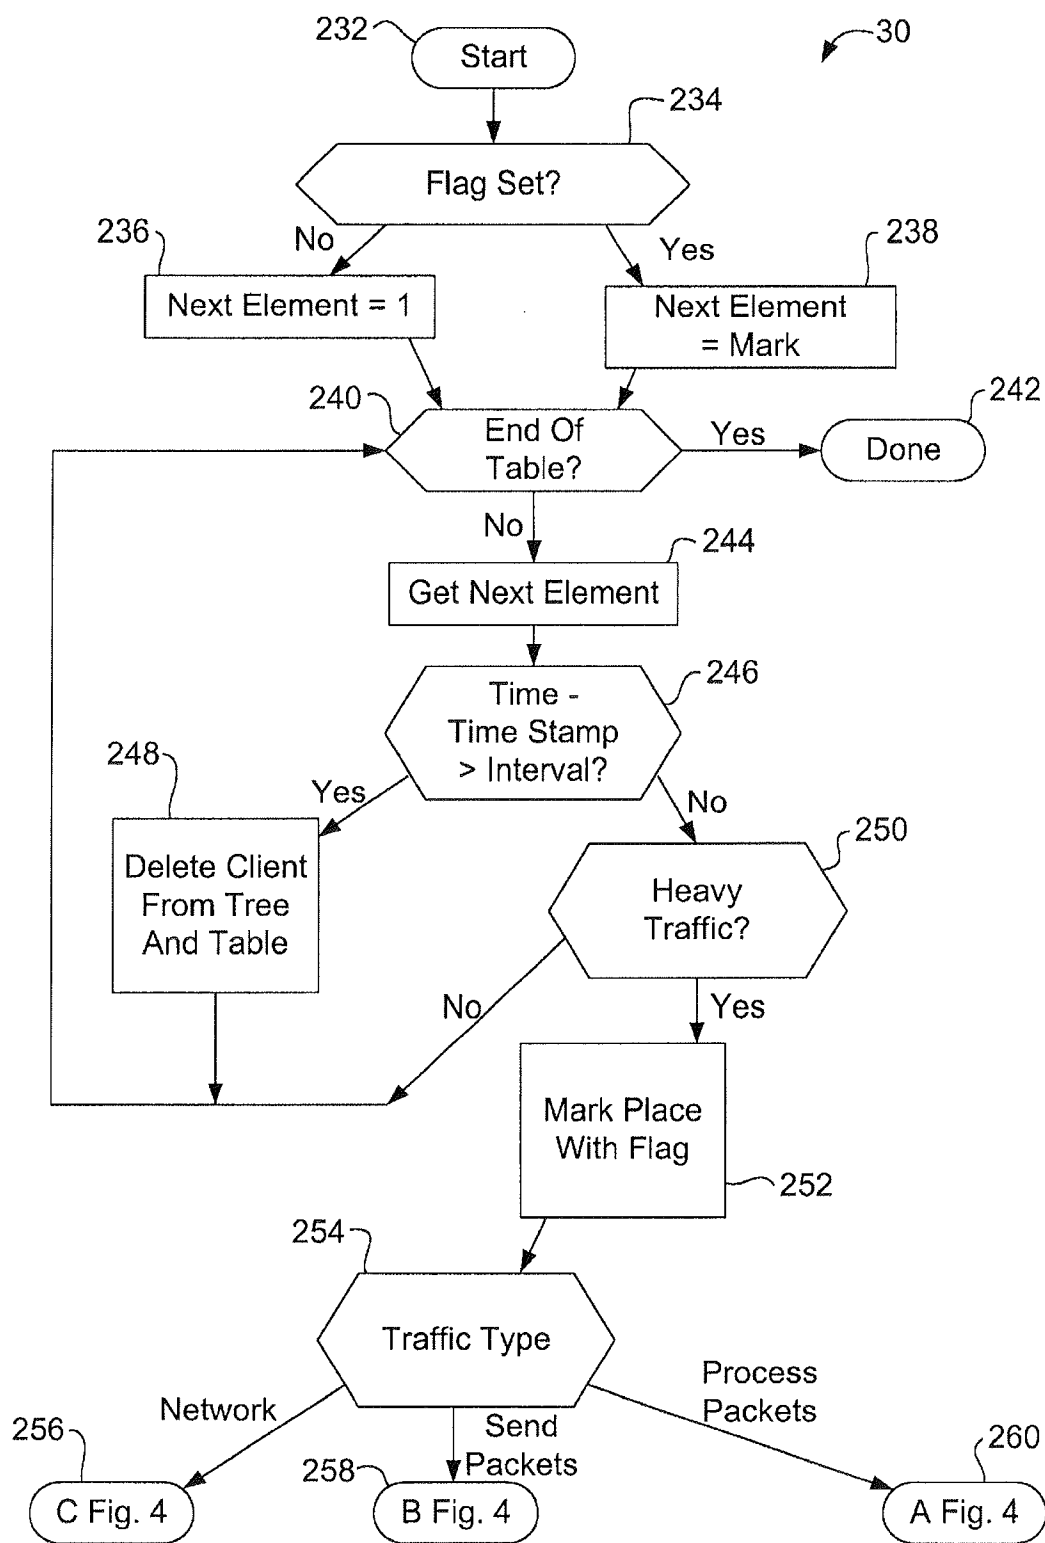 232
Start
30
234
Flag Set?
236
No
Yes
238
Next Element = 1
Next Element
= Mark
240
End Of
Table?
Yes
242
Done
No
244
Get Next Element
246
Time -
Time Stamp
> Interval?
248
Yes
No
250
Delete Client
From Tree
And Table
Heavy
Traffic?
No
Yes
Mark Place
With Flag
252
254
Traffic Type
Network
Send
Packets
Process
Packets
256
C Fig. 4
258
B Fig. 4
260
A Fig. 4